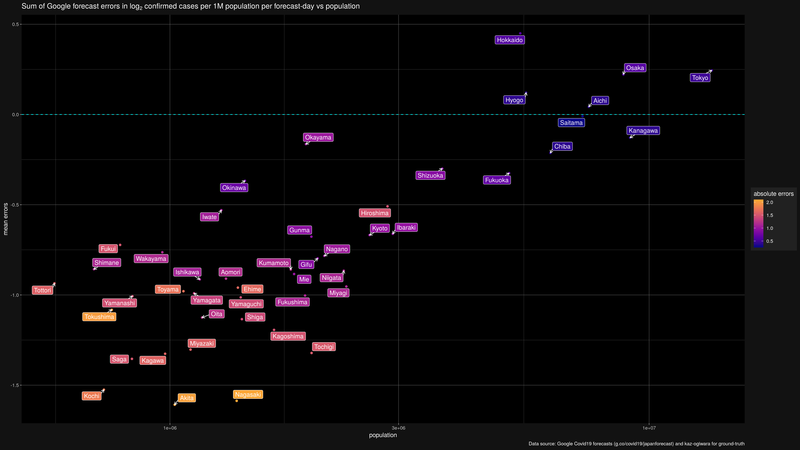 Sum of Google forecast errors in log2 confirmed cases per 1M population per forecast-day vs population
0.5
Hokkaido
Osaka
Tokyo
Hyogo
Aichi
0.0
Saitama
Kanagawa
Okayama
Chiba
Shizuoka
Fukuoka
Okinawa
-0.5
Hiroshima
Iwate
Gunma
Kyoto
Ibaraki
mean errors
Fukui
Nagano
Shimane
Wakayama
Kumamoto
Gifu
Ishikawa
Aomori
Mie
Niigata
Tottori
Toyama
Ehime
Miyagi
-1.0
Yamanashi
Yamagata
Yamaguchi
Fukushima
Tokushima
Oita
Shiga
Kagoshima
Miyazaki
Tochigi
Saga
Kagawa
-1.5
Kochi
Akita
Nagasaki
1e+06
3e+06
1e+07
population
absolute errors
2.0
1.5
1.0
0.5
Data source: Google Covid19 forecasts (g.co/covid19/japanforecast) and kaz-ogiwara for ground-truth